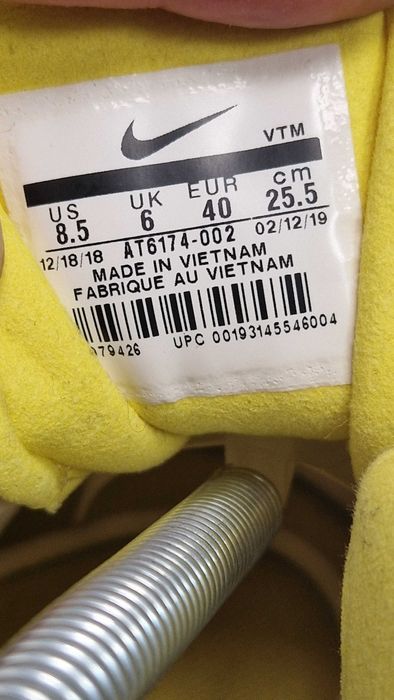 VTM
US UK EUR cm
8.5 6 40 25.5
12/18/18 AT6174-002 02/12/19
MADE IN VIETNAM
FABRIQUE AU VIETNAM
079426 UPC 00193145546004